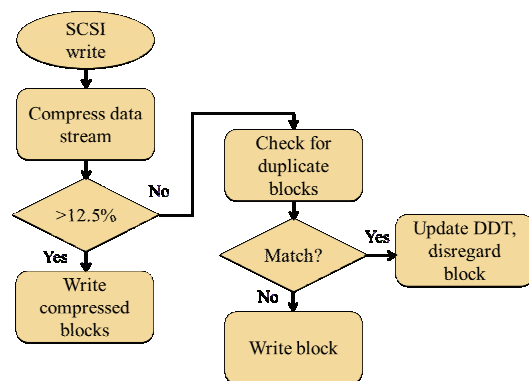 SCSI
write
Compress data
stream
>12.5%
Yes
No
Write
compressed
blocks
Check for
duplicate
blocks
Match?
Yes
No
Update DDT,
disregard
block
Write block